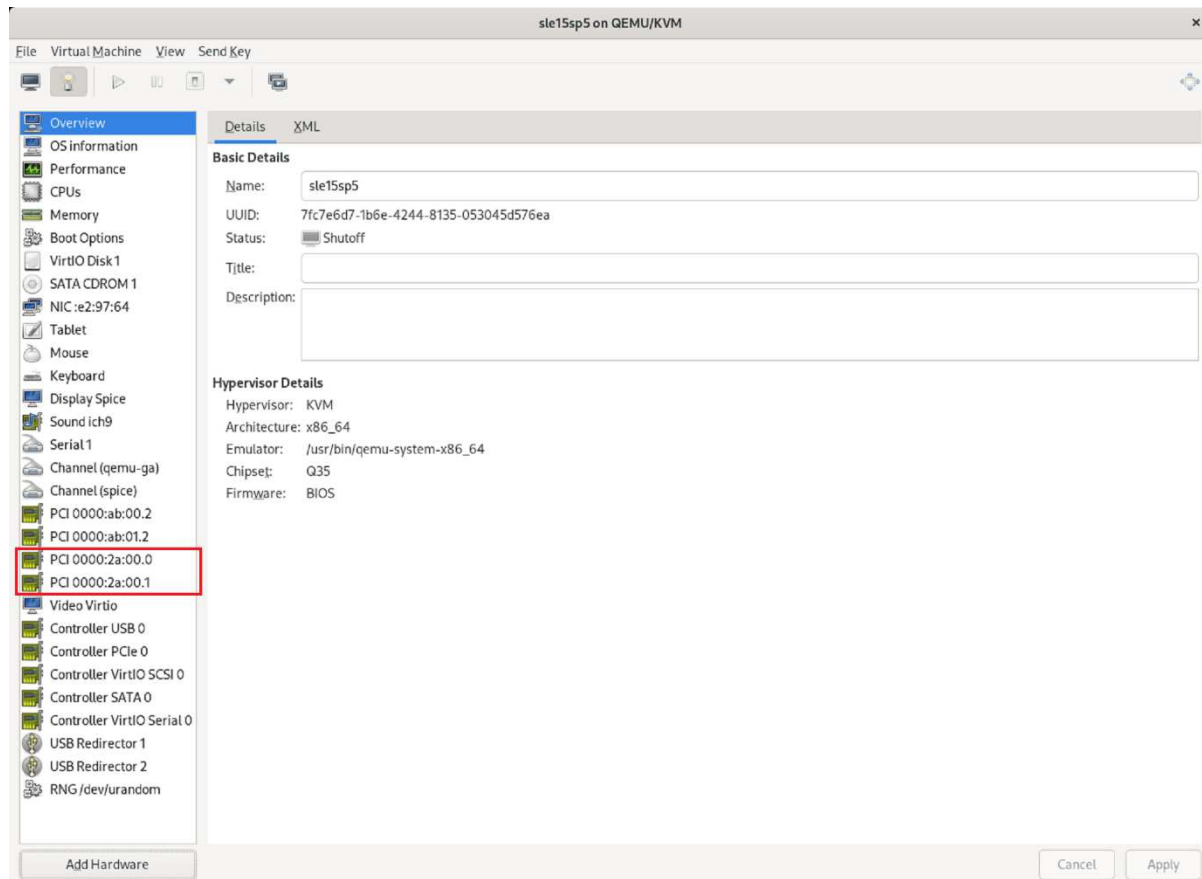 sle15sp5 on QEMU/KVM
×
File Virtual Machine View Send Key
Overview
OS information
Performance
CPUs
Memory
Boot Options
VirtIO Disk 1
SATA CDROM 1
NIC :e2:97:64
Tablet
Mouse
Keyboard
Display Spice
Sound ich9
Serial 1
Channel (qemu-ga)
Channel (spice)
PCI 0000:ab:00.2
PCI 0000:ab:01.2
PCI 0000:2a:00.0
PCI 0000:2a:00.1
Video Virtio
Controller USB 0
Controller PCIe 0
Controller VirtIO SCSI 0
Controller SATA 0
Controller VirtIO Serial 0
USB Redirector 1
USB Redirector 2
RNG /dev/urandom
Add Hardware
Details XML
Basic Details
Name: sle15sp5
UUID: 7fc7e6d7-1b6e-4244-8135-053045d576ea
Status: Shutoff
Title:
Description:
Hypervisor Details
Hypervisor: KVM
Architecture: x86_64
Emulator: /usr/bin/qemu-system-x86_64
Chipset: Q35
Firmware: BIOS
Cancel Apply